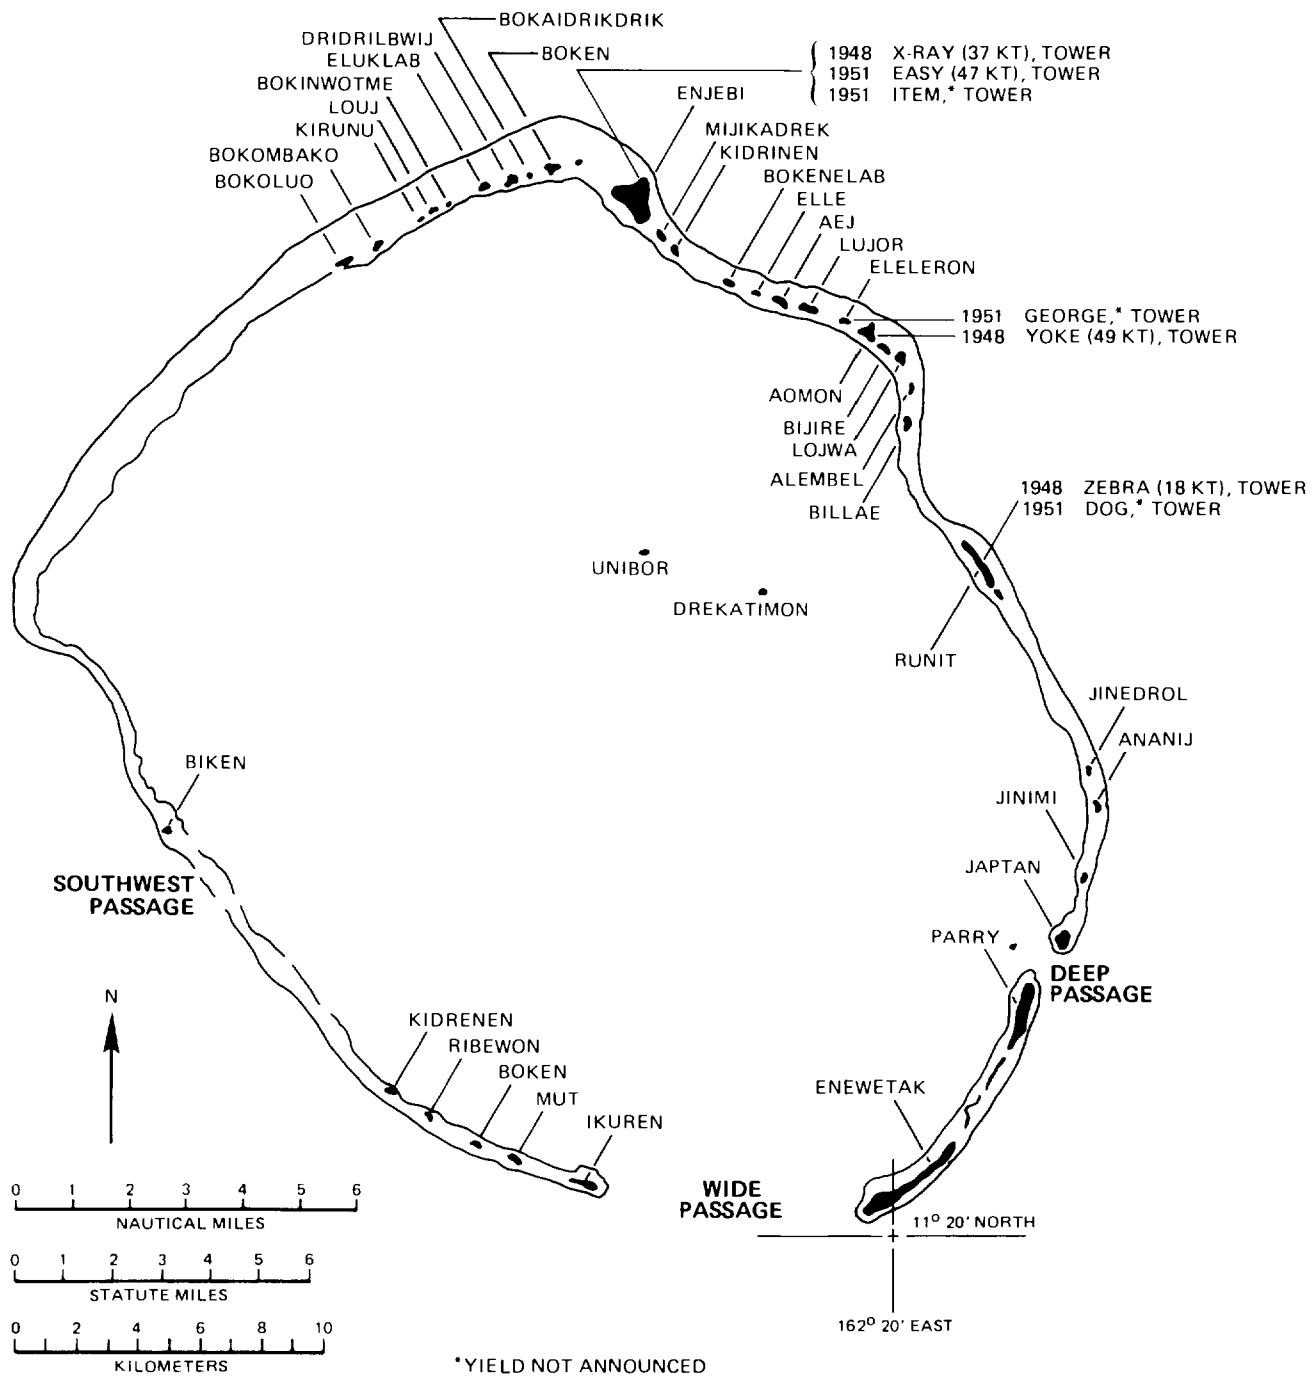 BOKAIDRIKDRIK
DRIDRILBWIJ
BOKEN
ELUKLAB
BOKINWOTME
LOUJ
KIRUNU
BOKOMBAKO
BOKOLUO
1948 X-RAY (37 KT), TOWER
1951 EASY (47 KT), TOWER
1951 ITEM,* TOWER
ENJEBI
MIJIKADREK
KIDRINEN
BOKENELAB
ELLE
AEJ
LUJOR
ELELERON
1951 GEORGE,* TOWER
1948 YOKE (49 KT), TOWER
AOMON
BIJIRE
LOJWA
ALEMBEL
BILLAE
1948 ZEBRA (18 KT), TOWER
1951 DOG,* TOWER
UNIBOR
DREKATIMON
RUNIT
JINEDROL
ANANIJ
BIKEN
JINIMI
JAPTAN
SOUTHWEST
PASSAGE
PARRY
DEEP
PASSAGE
N
KIDRENEN
RIBEWON
BOKEN
MUT
IKUREN
ENEWETAK
WIDE
PASSAGE
11° 20' NORTH
162° 20' EAST
0 1 2 3 4 5 6
NAUTICAL MILES
0 1 2 3 4 5 6
STATUTE MILES
0 2 4 6 8 10
KILOMETERS
*YIELD NOT ANNOUNCED